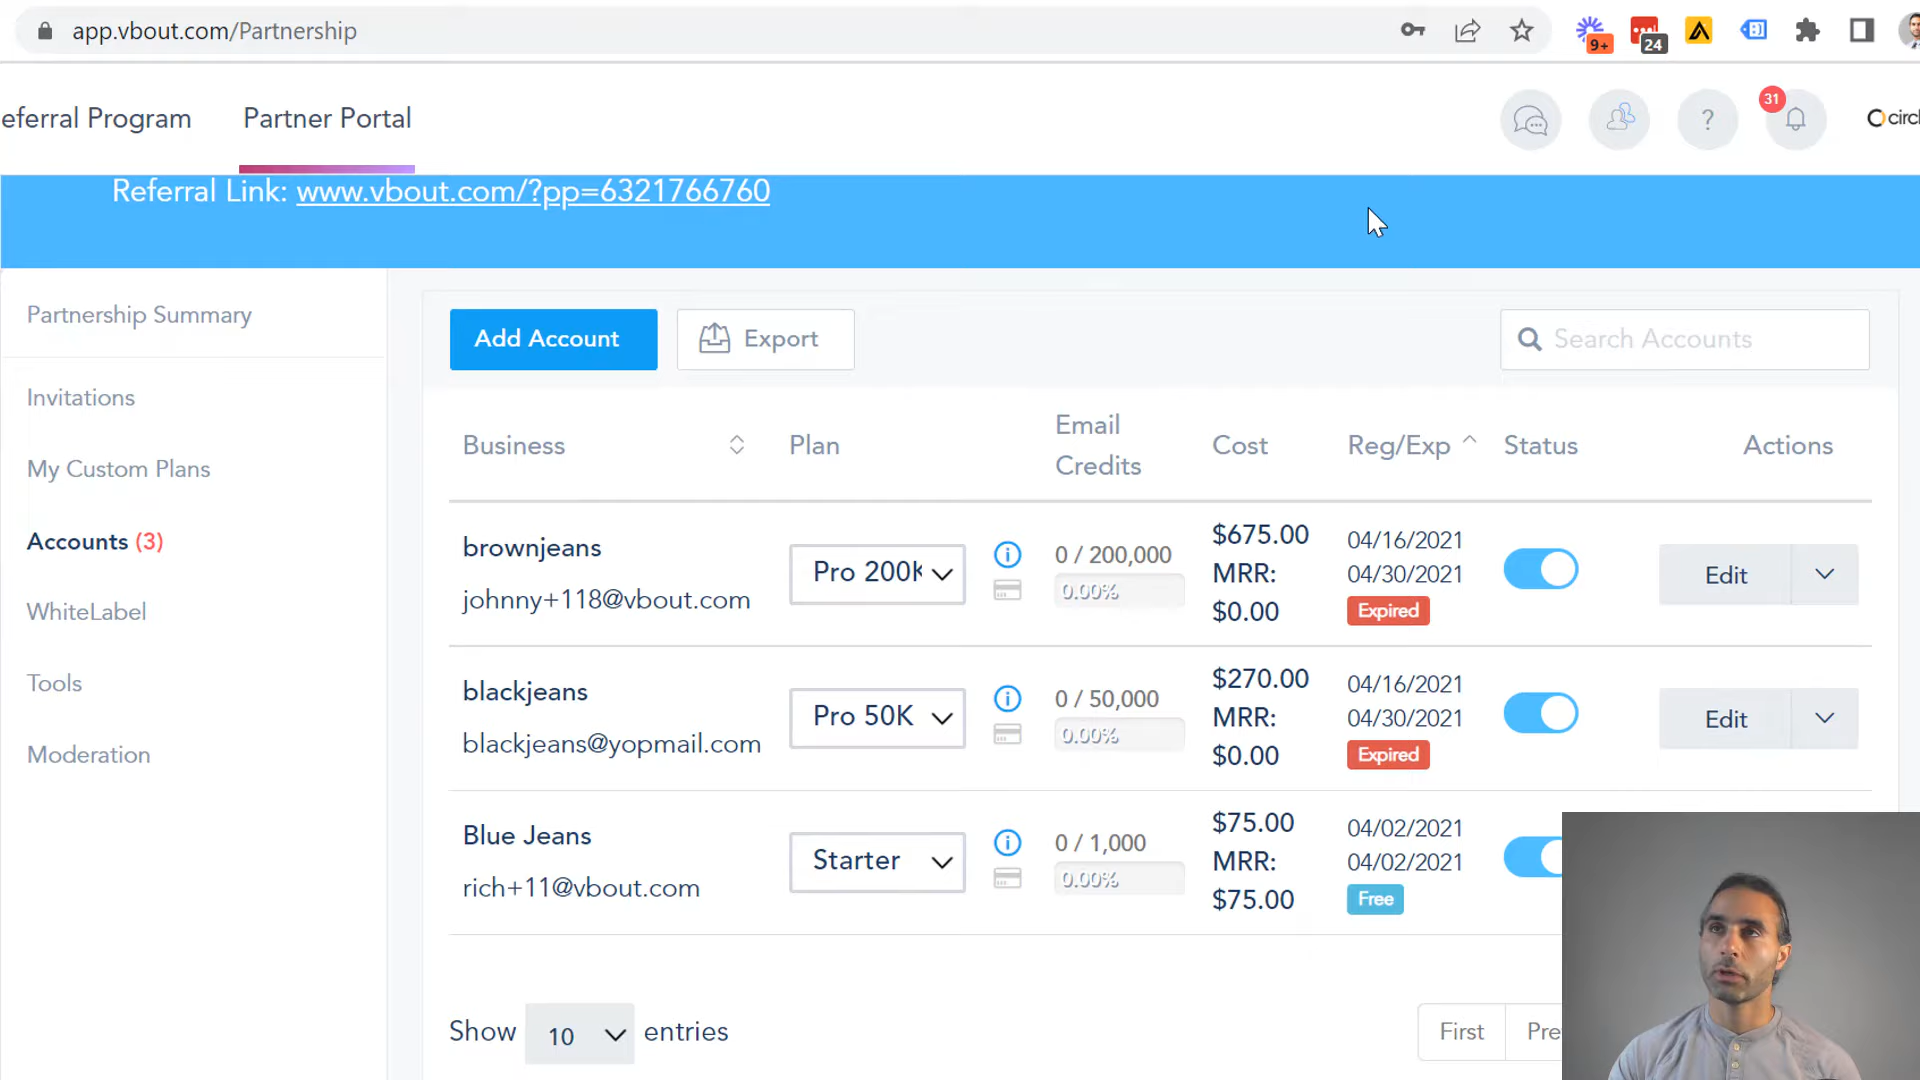 app.vbout.com/Partnership
9+
24
eferral Program
Partner Portal
31
circl
Referral Link: www.vbout.com/?pp=6321766760
Partnership Summary
Invitations
My Custom Plans
Accounts (3)
WhiteLabel
Tools
Moderation
Add Account
Export
Search Accounts
Business
Plan
Email
Credits
Cost
Reg/Exp
Status
Actions
brownjeans
johnny+118@vbout.com
Pro 200K
0 / 200,000
0.00%
$675.00
MRR:
$0.00
04/16/2021
04/30/2021
Expired
Edit
blackjeans
blackjeans@yopmail.com
Pro 50K
0 / 50,000
0.00%
$270.00
MRR:
$0.00
04/16/2021
04/30/2021
Expired
Edit
Blue Jeans
rich+11@vbout.com
Starter
0 / 1,000
0.00%
$75.00
MRR:
$75.00
04/02/2021
04/02/2021
Free
Show 10 entries
First
Pre